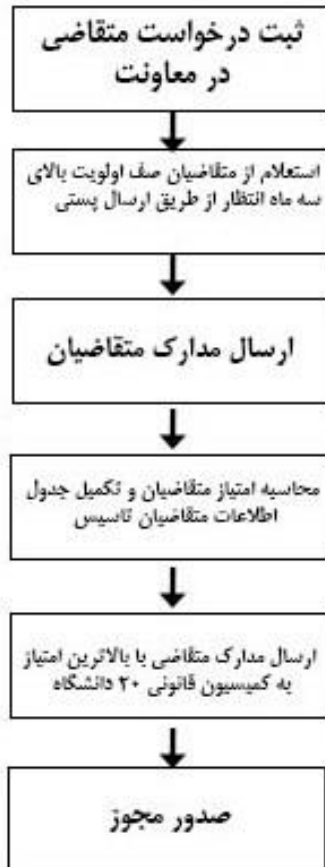 ثبت درخواست متقاضی
در معاونت
استعلام از متقاضیان صف اولویت بالای
سه ماه انتظار از طریق ارسال پستی
ارسال مدارک متقاضیان
محاسبه امتیاز متقاضیان و تکمیل جدول
اطلاعات متقاضیان تاسیس
ارسال مدارک متقاضی با بالاترین امتیاز
به کمیسیون قانونی ۲۰ دانشگاه
صدور مجوز